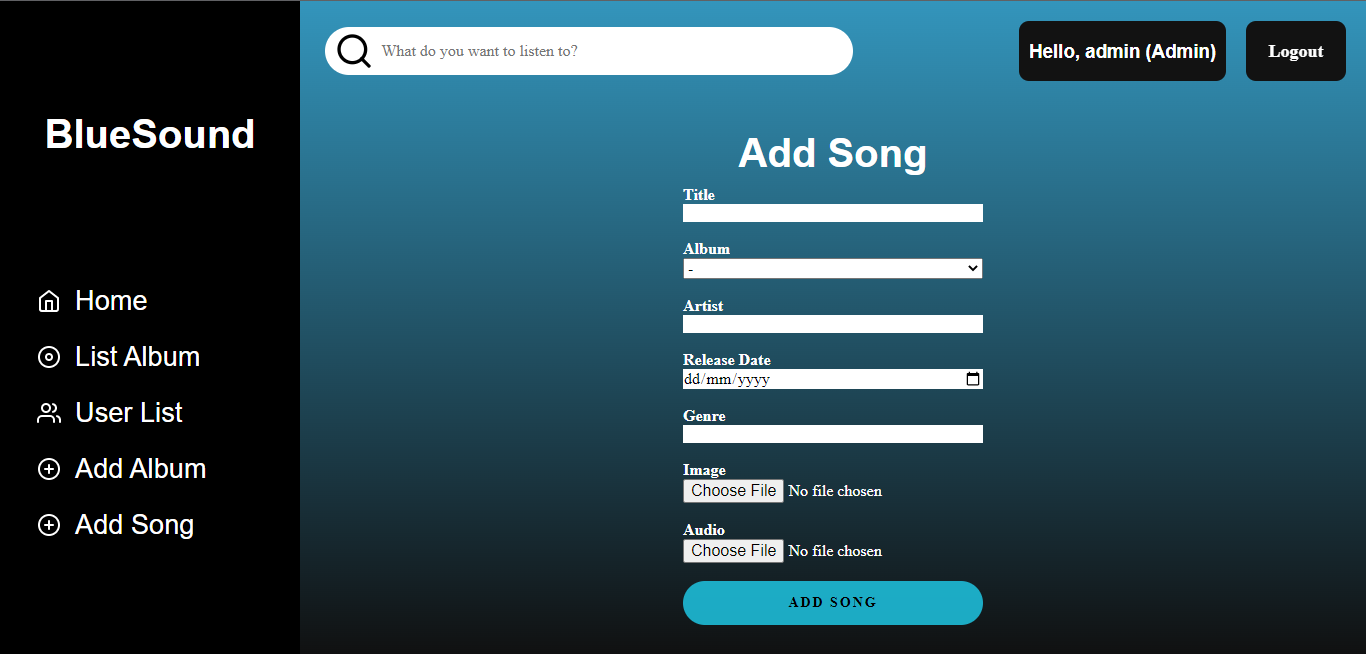 BlueSound
Home
List Album
User List
Add Album
Add Song
What do you want to listen to?
Hello, admin (Admin)
Logout
Add Song
Title
Album
-
Artist
Release Date
dd/mm/yyyy
Genre
Image
Choose File No file chosen
Audio
Choose File No file chosen
ADD SONG